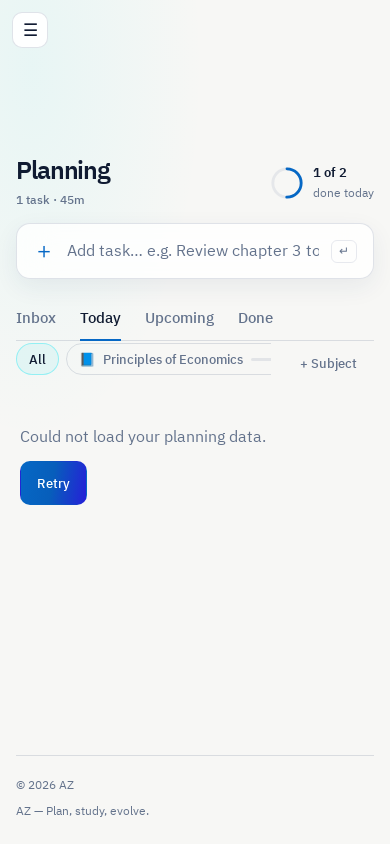 ☰
Planning
1 task · 45m
1 of 2
done today
+ Add task… e.g. Review chapter 3 to ↵
Inbox Today Upcoming Done
All 📘 Principles of Economics + Subject
Could not load your planning data.
Retry
© 2026 AZ
AZ — Plan, study, evolve.